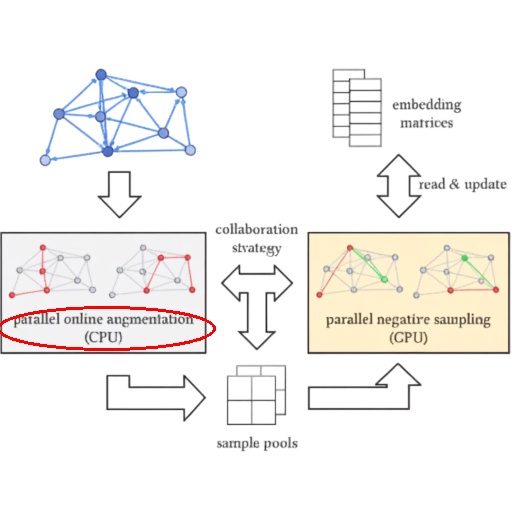 embedding
matrices
read & update
collaboration
strategy
parallel online augmentation
(CPU)
parallel negative sampling
(GPU)
sample pools